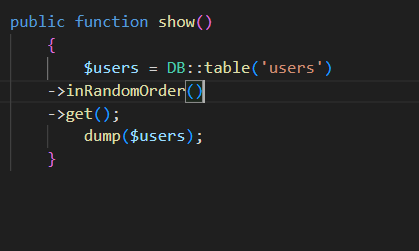 public function show()
{
$users = DB::table('users')
->inRandomOrder()
->get();
dump($users);
}